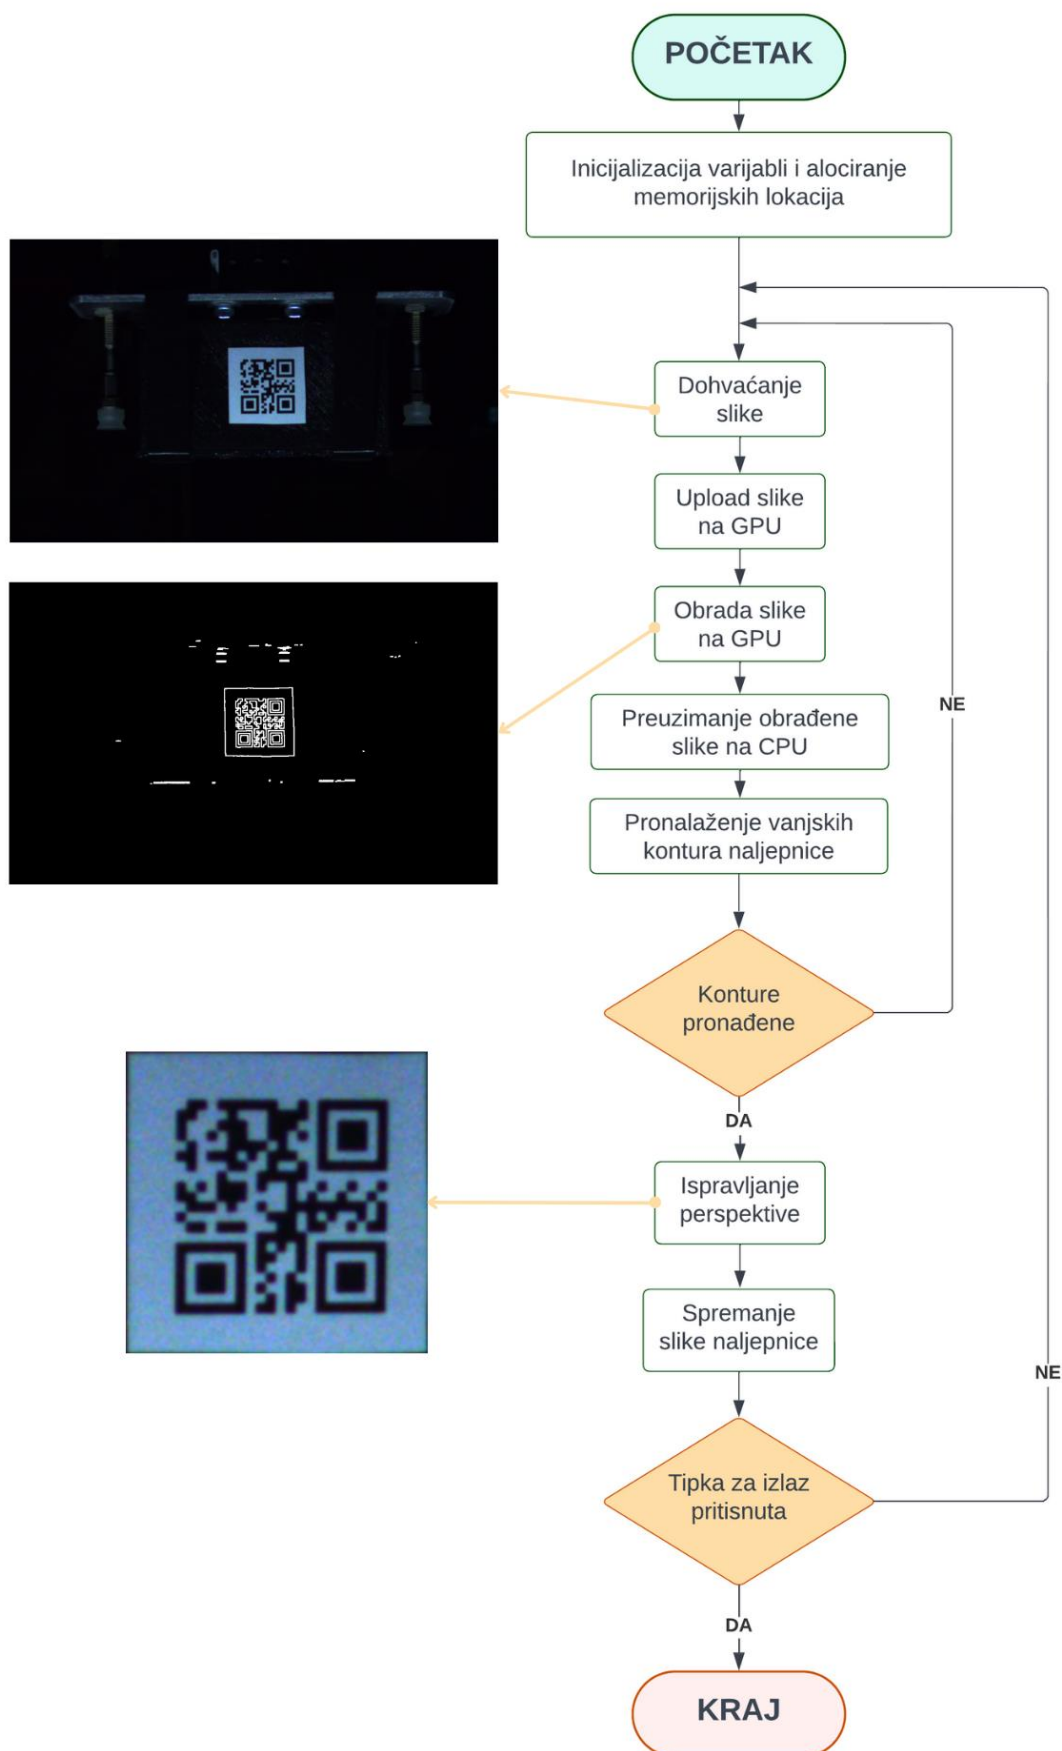 POČETAK
Inicijalizacija varijabli i alociranje
memorijskih lokacija
Dohvaćanje
slike
Upload slike
na GPU
Obrada slike
na GPU
Preuzimanje obrađene
slike na CPU
Pronalaženje vanjskih
kontura naljepnice
Konture
pronađene
NE
DA
Ispravljanje
perspektive
Spremanje
slike naljepnice
Tipka za izlaz
pritisnuta
NE
DA
KRAJ